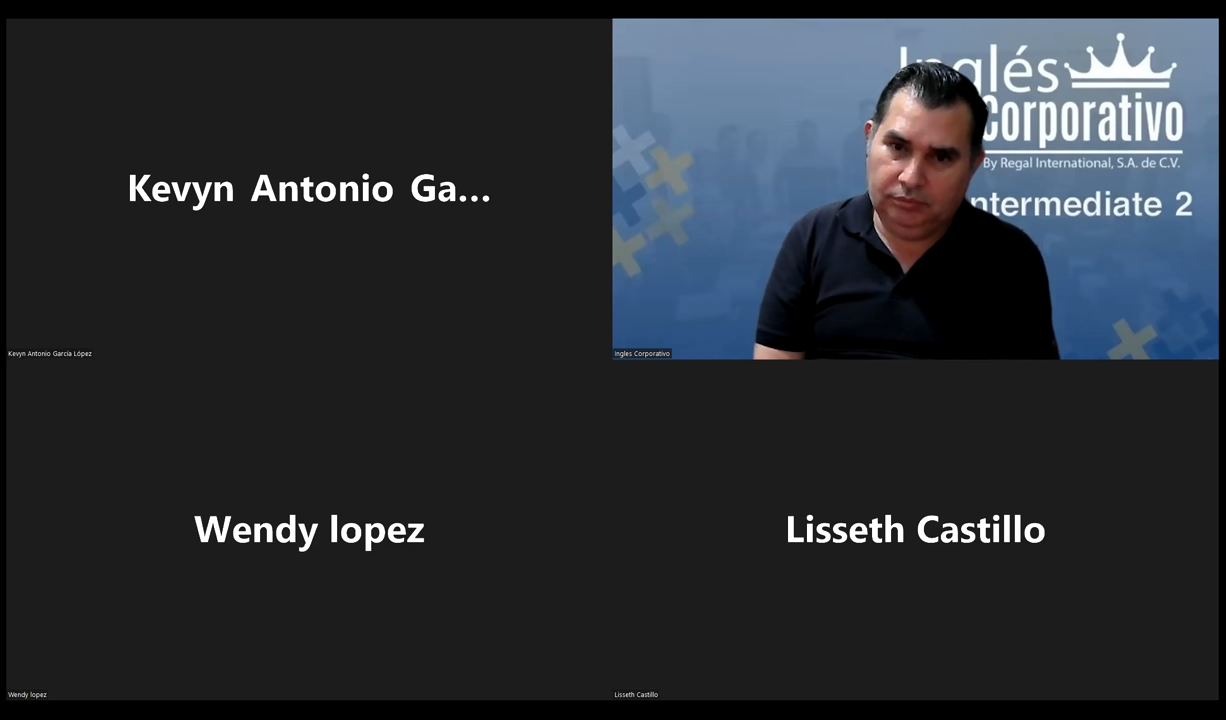 Kevyn Antonio Ga...
Kevyn Antonio García López
Inglés
Corporativo
By Regal International, S.A. de C.V.
ntermediate 2
Ingles Corporativo
Wendy lopez
Wendy lopez
Lisseth Castillo
Lisseth Castillo